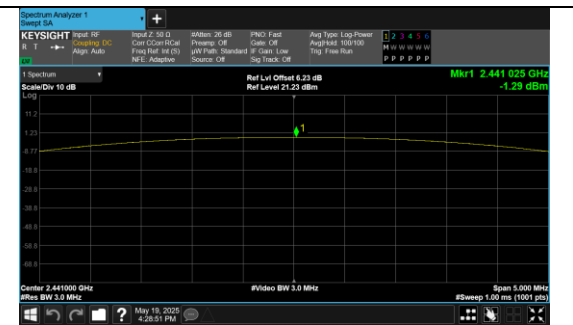 Spectrum Analyzer 1
Swept SA
+
KEYSIGHT Input: RF Input Z: 50 Ω #Atten: 26 dB PNO: Fast Avg Type: Log-Power 1 2 3 4 5 6
R T Coupling: DC Corr CCorr RCal Preamp: Off Gate: Off Avg|Hold: 100/100 M W W W W W
Align: Auto Freq Ref: Int (S) µW Path: Standard IF Gain: Low Trig: Free Run P P P P P P
NFE: Adaptive Source: Off Sig Track: Off
1 Spectrum Ref Lvl Offset 6.23 dB Mkr1 2.441 025 GHz
Scale/Div 10 dB Ref Level 21.23 dBm -1.29 dBm
Log
11.2
1
1.23
-8.77
-18.8
-28.8
-38.8
-48.8
-58.8
-68.8
Center 2.441000 GHz #Video BW 3.0 MHz Span 5.000 MHz
#Res BW 3.0 MHz #Sweep 1.00 ms (1001 pts)
? May 19, 2025
4:28:51 PM